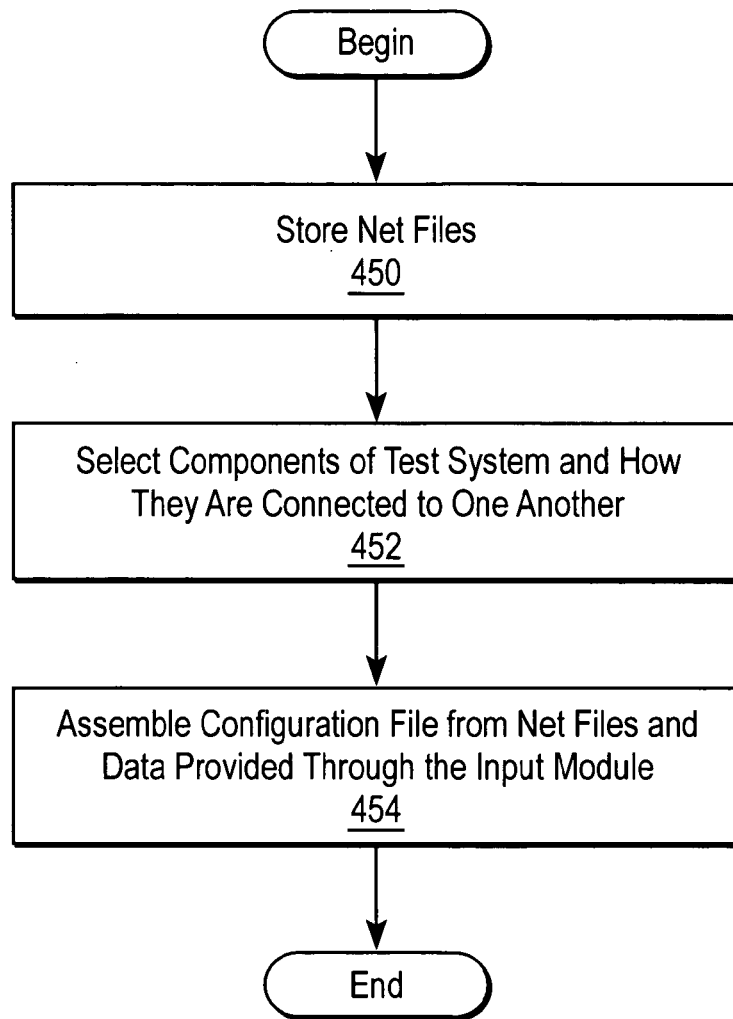 Begin
Store Net Files
450
Select Components of Test System and How
They Are Connected to One Another
452
Assemble Configuration File from Net Files and
Data Provided Through the Input Module
454
End